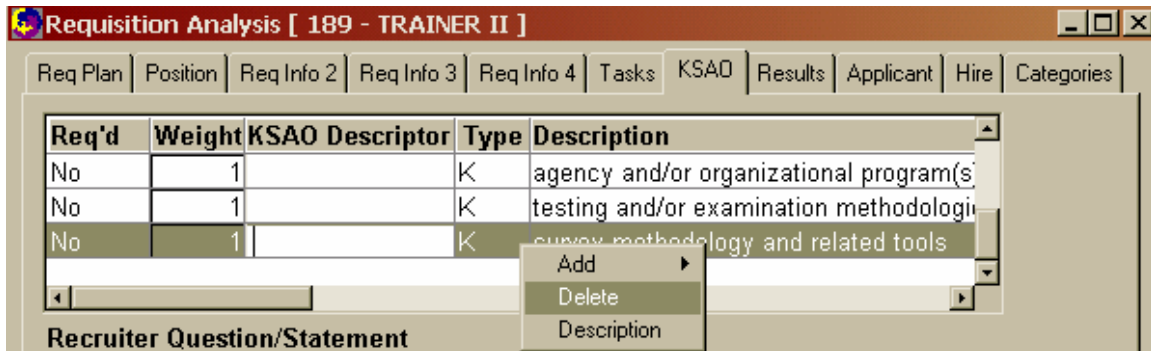 Requisition Analysis [ 189 - TRAINER II ]
Req Plan Position Req Info 2 Req Info 3 Req Info 4 Tasks KSAO Results Applicant Hire Categories
Req'd Weight KSAO Descriptor Type Description
No 1 K agency and/or organizational program(s)
No 1 K testing and/or examination methodologi
No 1 K survey methodology and related tools
Add
Delete
Description
Recruiter Question/Statement